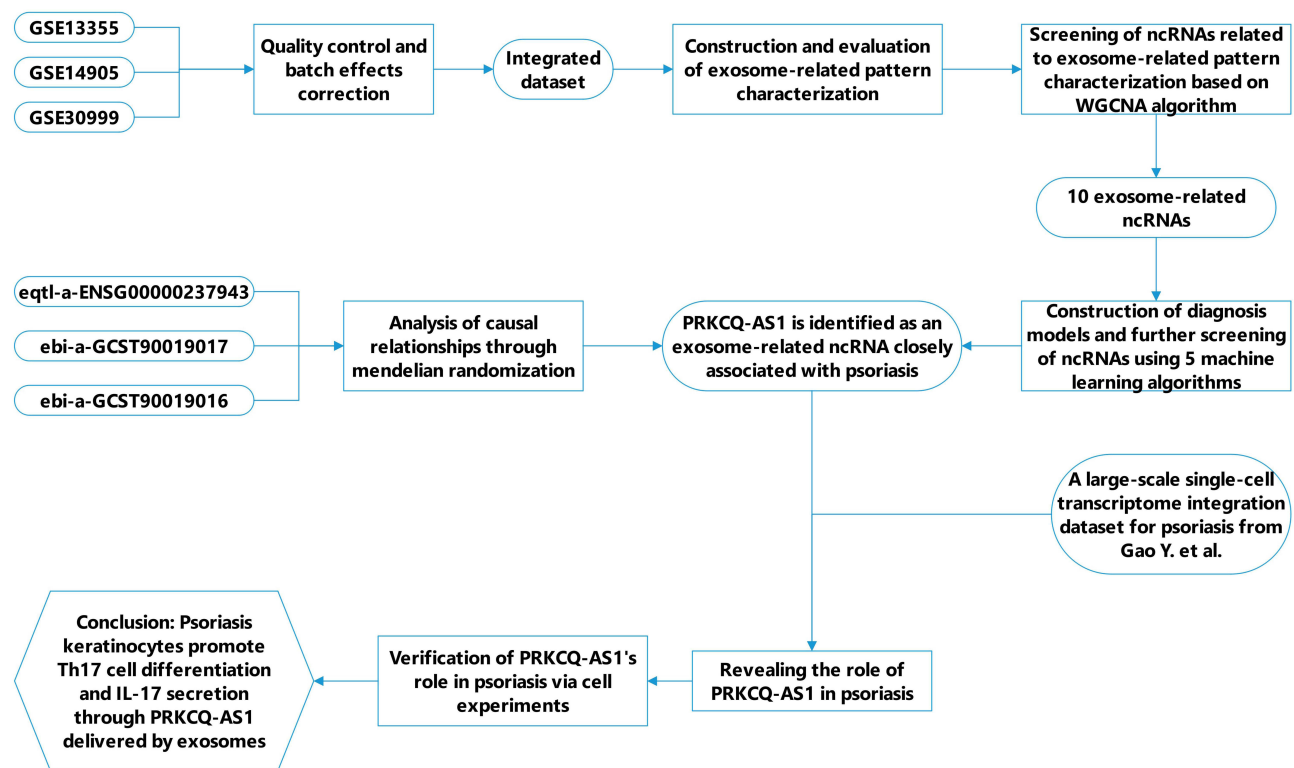 GSE13355
GSE14905
GSE30999
Quality control and
batch effects
correction
Integrated
dataset
Construction and evaluation
of exosome-related pattern
characterization
Screening of ncRNAs related
to exosome-related pattern
characterization based on
WGCNA algorithm
10 exosome-related
ncRNAs
Construction of diagnosis
models and further screening
of ncRNAs using 5 machine
learning algorithms
eqtl-a-ENSG00000237943
ebi-a-GCST90019017
ebi-a-GCST90019016
Analysis of causal
relationships through
mendelian randomization
PRKCQ-AS1 is identified as an
exosome-related ncRNA closely
associated with psoriasis
A large-scale single-cell
transcriptome integration
dataset for psoriasis from
Gao Y. et al.
Revealing the role of
PRKCQ-AS1 in psoriasis
Verification of PRKCQ-AS1's
role in psoriasis via cell
experiments
Conclusion: Psoriasis
keratinocytes promote
Th17 cell differentiation
and IL-17 secretion
through PRKCQ-AS1
delivered by exosomes